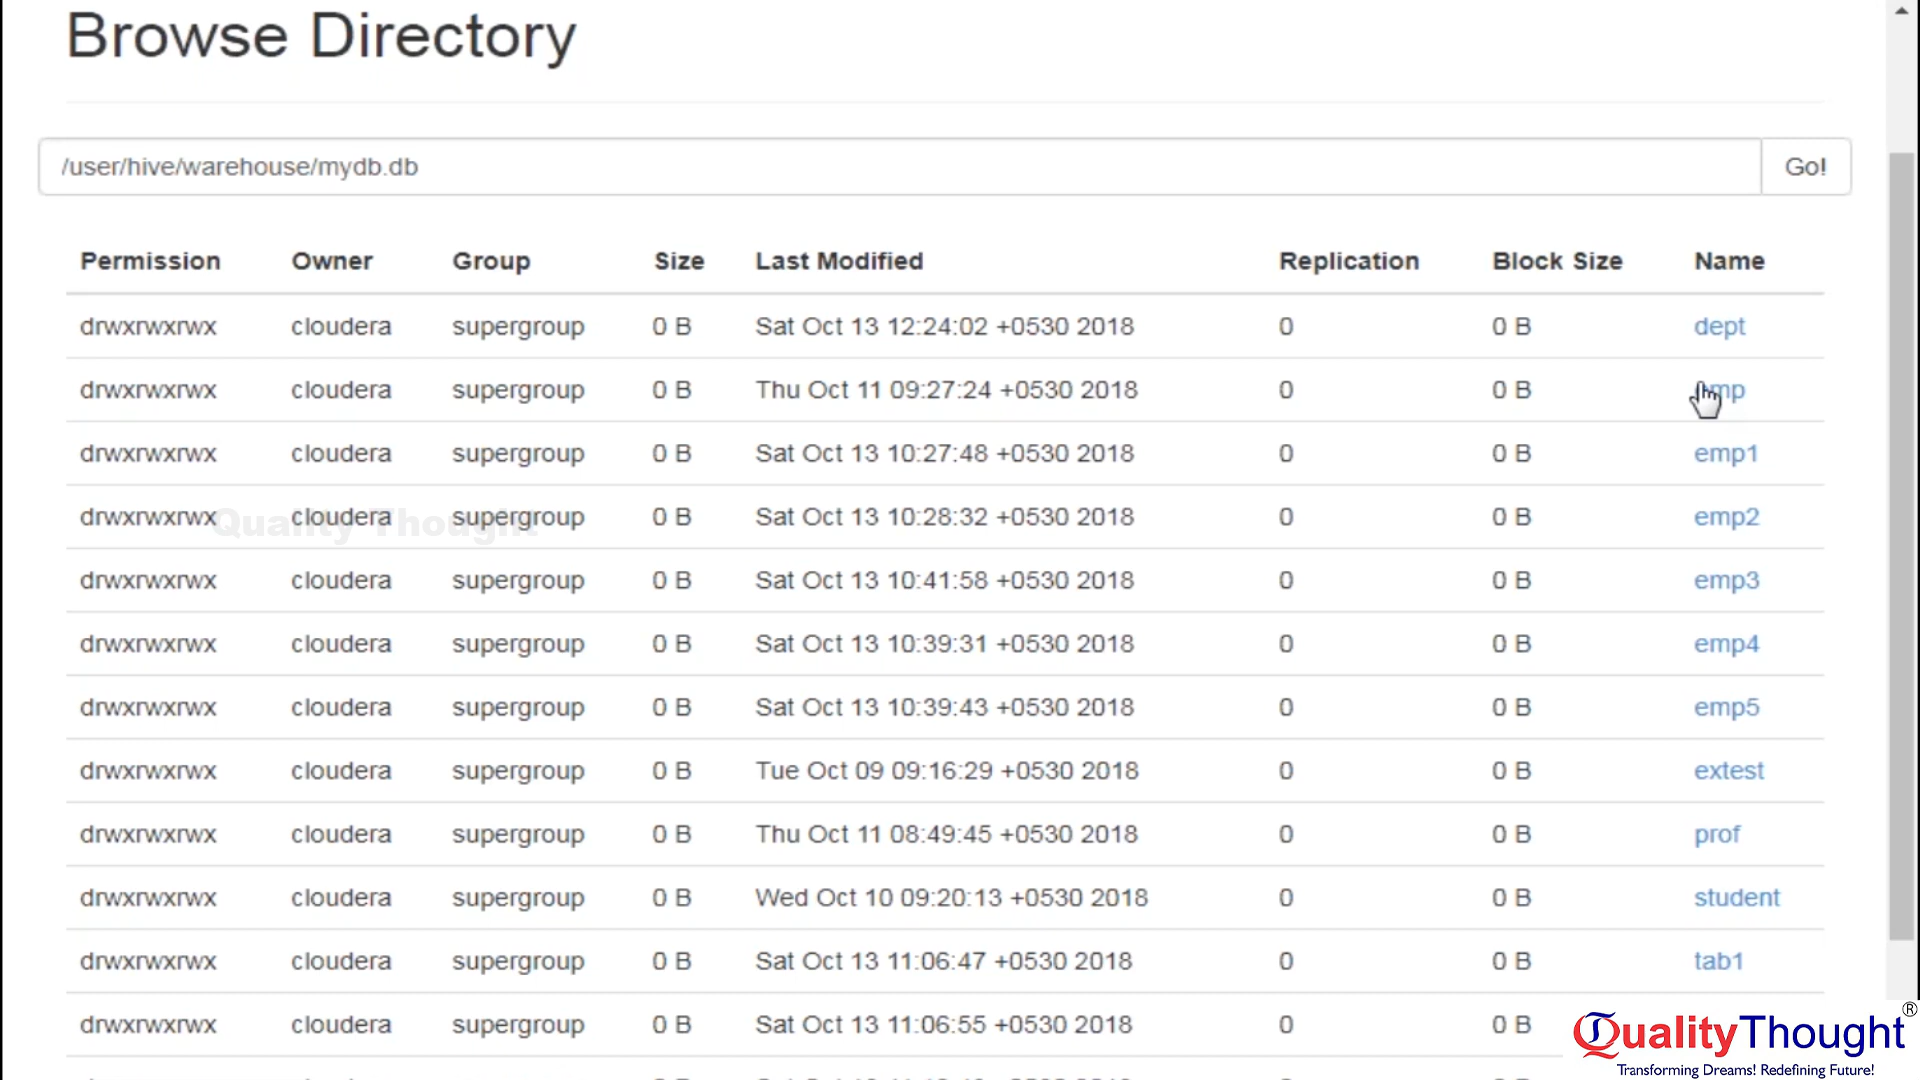 Browse Directory
/user/hive/warehouse/mydb.db Go!
Permission Owner Group Size Last Modified Replication Block Size Name
drwxrwxrwx cloudera supergroup 0 B Sat Oct 13 12:24:02 +0530 2018 0 0 B dept
drwxrwxrwx cloudera supergroup 0 B Thu Oct 11 09:27:24 +0530 2018 0 0 B
drwxrwxrwx cloudera supergroup 0 B Sat Oct 13 10:27:48 +0530 2018 0 0 B emp1
drwxrwxrwx cloudera supergroup 0 B Sat Oct 13 10:28:32 +0530 2018 0 0 B emp2
Quality Thought
drwxrwxrwx cloudera supergroup 0 B Sat Oct 13 10:41:58 +0530 2018 0 0 B emp3
drwxrwxrwx cloudera supergroup 0 B Sat Oct 13 10:39:31 +0530 2018 0 0 B emp4
drwxrwxrwx cloudera supergroup 0 B Sat Oct 13 10:39:43 +0530 2018 0 0 B emp5
drwxrwxrwx cloudera supergroup 0 B Tue Oct 09 09:16:29 +0530 2018 0 0 B extest
drwxrwxrwx cloudera supergroup 0 B Thu Oct 11 08:49:45 +0530 2018 0 0 B prof
drwxrwxrwx cloudera supergroup 0 B Wed Oct 10 09:20:13 +0530 2018 0 0 B student
drwxrwxrwx cloudera supergroup 0 B Sat Oct 13 11:06:47 +0530 2018 0 0 B tab1
drwxrwxrwx cloudera supergroup 0 B Sat Oct 13 11:06:55 +0530 2018 0 0 B
QualityThought®
Transforming Dreams! Redefining Future!